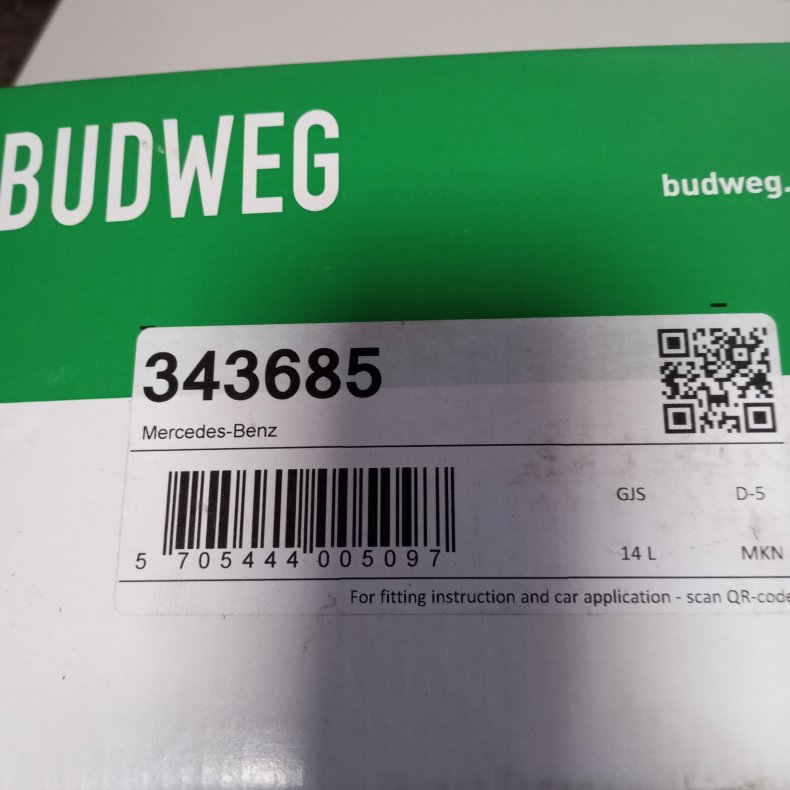 BUDWEG
budweg.
343685
Mercedes-Benz
GJS D-5
5 705444 005097
14 L MKN
For fitting instruction and car application - scan QR-code